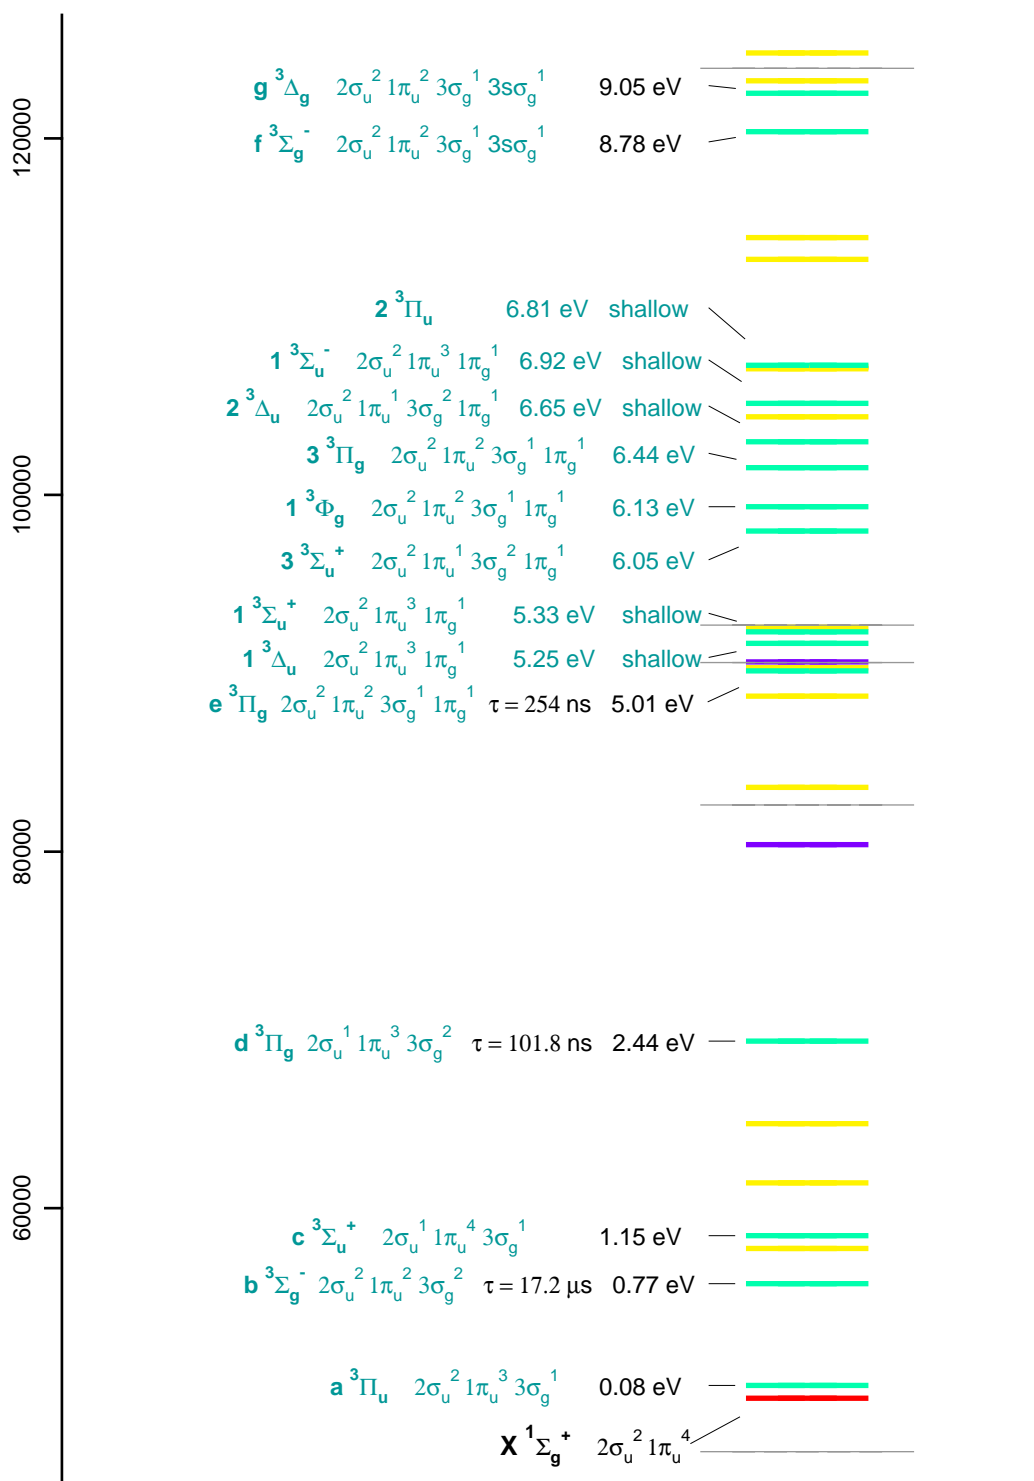 g ³Δg 2σu² 1πu² 3σg¹ 3sσg¹ 9.05 eV
120000
f ³Σg⁻ 2σu² 1πu² 3σg¹ 3sσg¹ 8.78 eV
2 ³Πu 6.81 eV shallow
1 ³Σu⁻ 2σu² 1πu³ 1πg¹ 6.92 eV shallow
2 ³Δu 2σu² 1πu¹ 3σg² 1πg¹ 6.65 eV shallow
3 ³Πg 2σu² 1πu² 3σg¹ 1πg¹ 6.44 eV
100000
1 ³Φg 2σu² 1πu² 3σg¹ 1πg¹ 6.13 eV
3 ³Σu⁺ 2σu² 1πu¹ 3σg² 1πg¹ 6.05 eV
1 ³Σu⁺ 2σu² 1πu³ 1πg¹ 5.33 eV shallow
1 ³Δu 2σu² 1πu³ 1πg¹ 5.25 eV shallow
e ³Πg 2σu² 1πu² 3σg¹ 1πg¹ τ = 254 ns 5.01 eV
80000
d ³Πg 2σu¹ 1πu³ 3σg² τ = 101.8 ns 2.44 eV
60000
c ³Σu⁺ 2σu¹ 1πu⁴ 3σg¹ 1.15 eV
b ³Σg⁻ 2σu² 1πu² 3σg² τ = 17.2 μs 0.77 eV
a ³Πu 2σu² 1πu³ 3σg¹ 0.08 eV
X ¹Σg⁺ 2σu² 1πu⁴